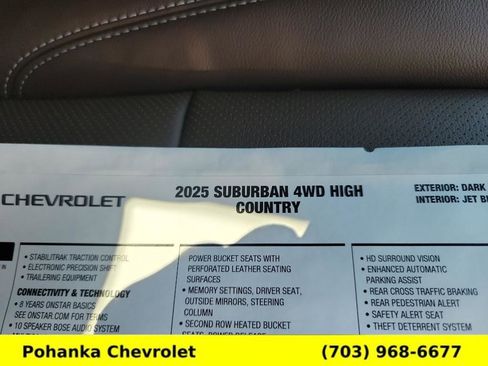 CHEVROLET
2025 SUBURBAN 4WD HIGH
COUNTRY
EXTERIOR: DARK
INTERIOR: JET
IN
• STABILITRAK TRACTION CONTROL
• ELECTRONIC PRECISION SHIFT
• TRAILERING EQUIPMENT
CONNECTIVITY & TECHNOLOGY
• 8 YEARS ONSTAR BASICS
SEE ONSTAR.COM FOR TERMS
• 10 SPEAKER BOSE AUDIO SYSTEM
POWER BUCKET SEATS WITH
PERFORATED LEATHER SEATING
SURFACES
• MEMORY SETTINGS, DRIVER SEAT,
OUTSIDE MIRRORS, STEERING
COLUMN
• SECOND ROW HEATED BUCKET
SEATS, POWER RELEASE
• HD SURROUND VISION
• ENHANCED AUTOMATIC
PARKING ASSIST
• REAR CROSS TRAFFIC BRAKING
• REAR PEDESTRIAN ALERT
• SAFETY ALERT SEAT
• THEFT DETERRENT SYSTEM
Pohanka Chevrolet
(703) 968-6677